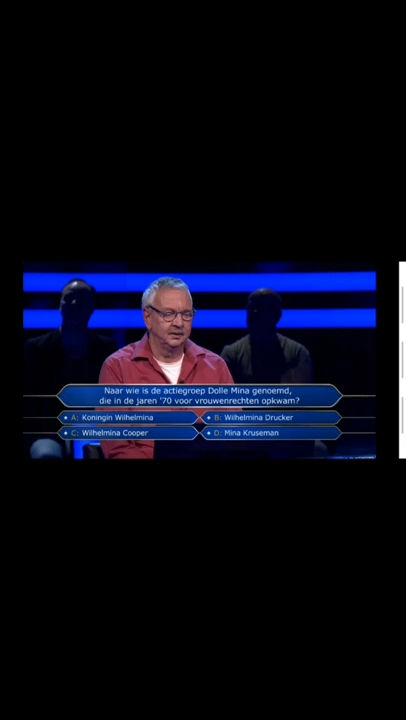 Naar wie is de actiegroep Dolle Mina genoemd,
die in de jaren '70 voor vrouwenrechten opkwam?
A: Koningin Wilhelmina
B: Wilhelmina Drucker
C: Wilhelmina Cooper
D: Mina Kruseman